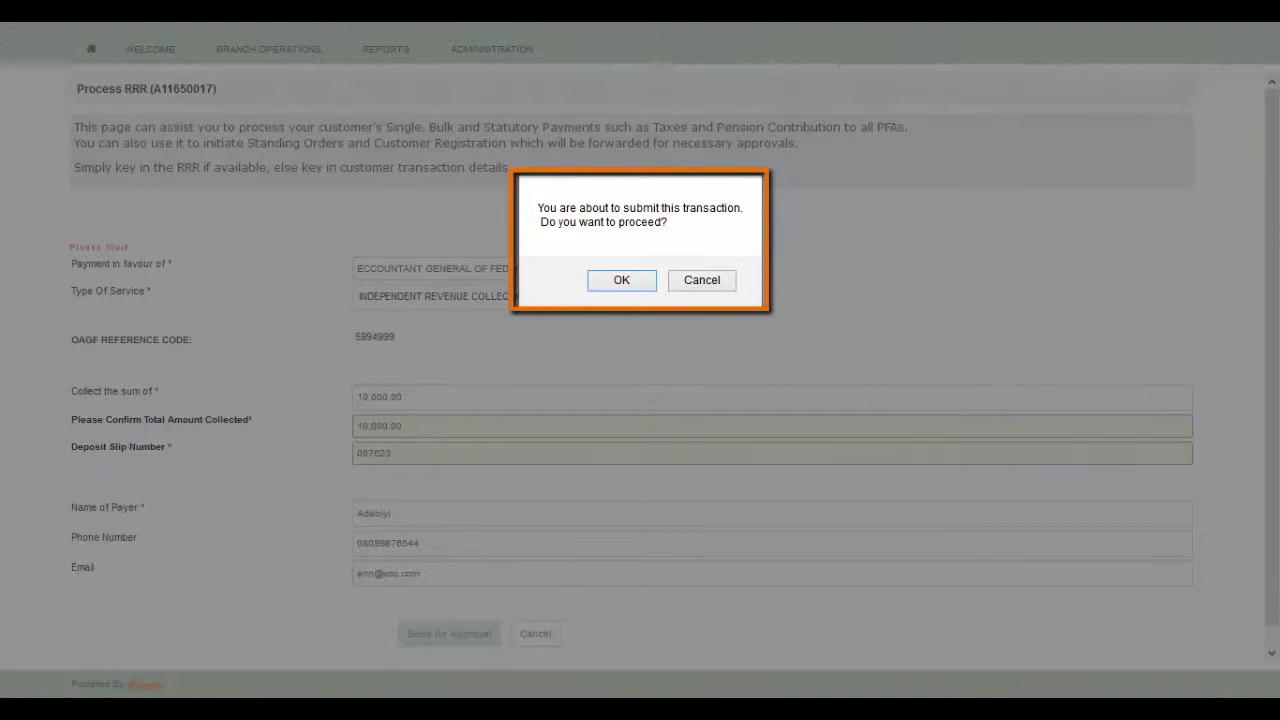 WELCOME BRANCH OPERATIONS REPORTS ADMINISTRATION
Process RRR (A11650017)
This page can assist you to process your customer's Single, Bulk and Statutory Payments such as Taxes and Pension Contribution to all PFAs.
You can also use it to initiate Standing Orders and Customer Registration which will be forwarded for necessary approvals.
Simply key in the RRR if available, else key in customer transaction details
You are about to submit this transaction.
Do you want to proceed?
OK Cancel
Please Wait
Payment in favour of * ECCOUNTANT GENERAL OF FED
Type Of Service * INDEPENDENT REVENUE COLLEC
OAGF REFERENCE CODE: 5994999
Collect the sum of * 10,000.00
Please Confirm Total Amount Collected* 10,000.00
Deposit Slip Number * 087623
Name of Payer * Adebiyi
Phone Number 08099876544
Email
Send for Approval Cancel
Powered By